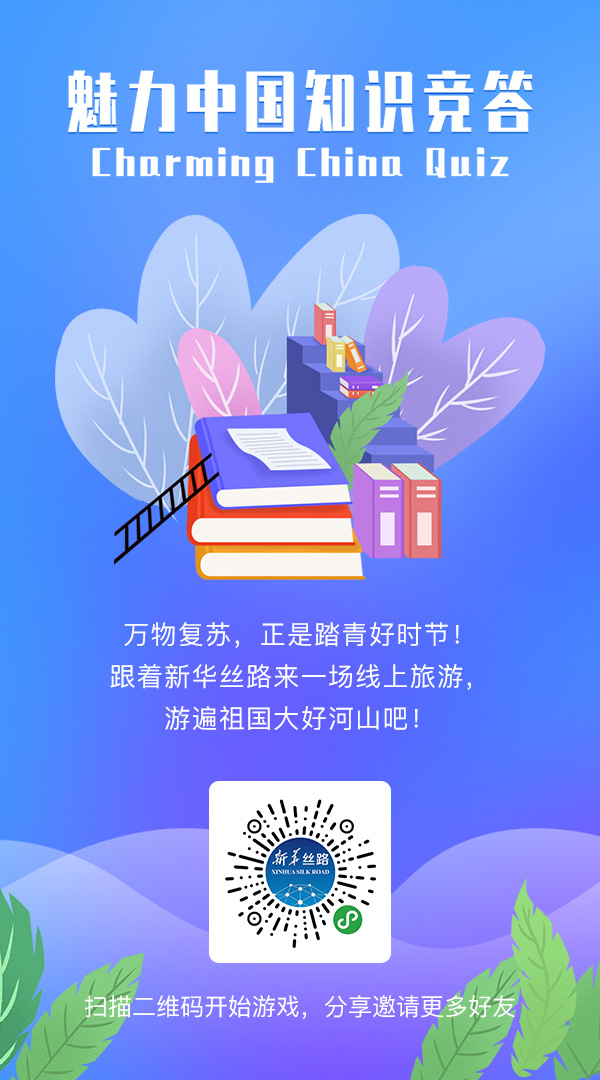 魅力中国知识竞答
Charming China Quiz
万物复苏，正是踏青好时节！
跟着新华丝路来一场线上旅游，
游遍祖国大好河山吧！
新华丝路
XINHUA SILK ROAD
扫描二维码开始游戏，分享邀请更多好友